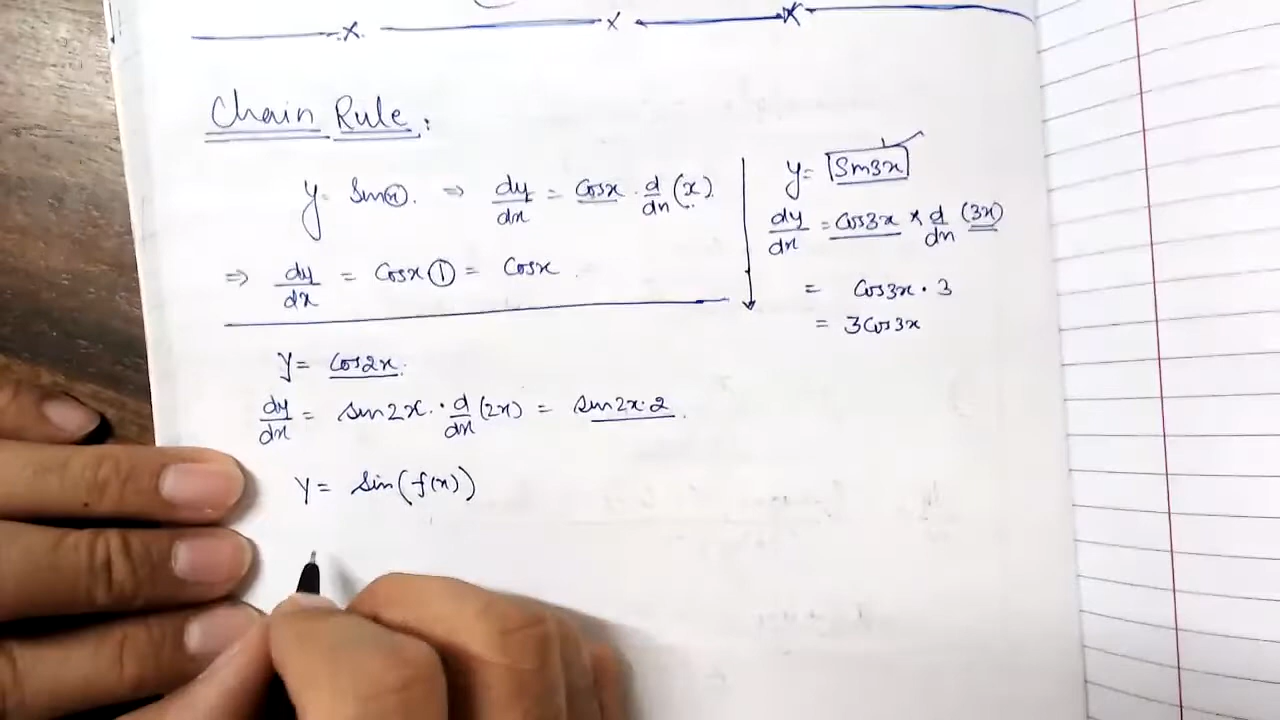 Chain Rule :
y = Sin(x). ⇒ dy/dx = Cosx · d/dx (x).
⇒ dy/dx = Cosx (1) = Cosx .
y = Sin3x
dy/dx = Cos3x × d/dx (3x)
= Cos3x · 3
= 3Cos3x
y = Cos2x.
dy/dx = Sin2x. · d/dx (2x) = Sin2x·2 .
y = Sin(f(x))